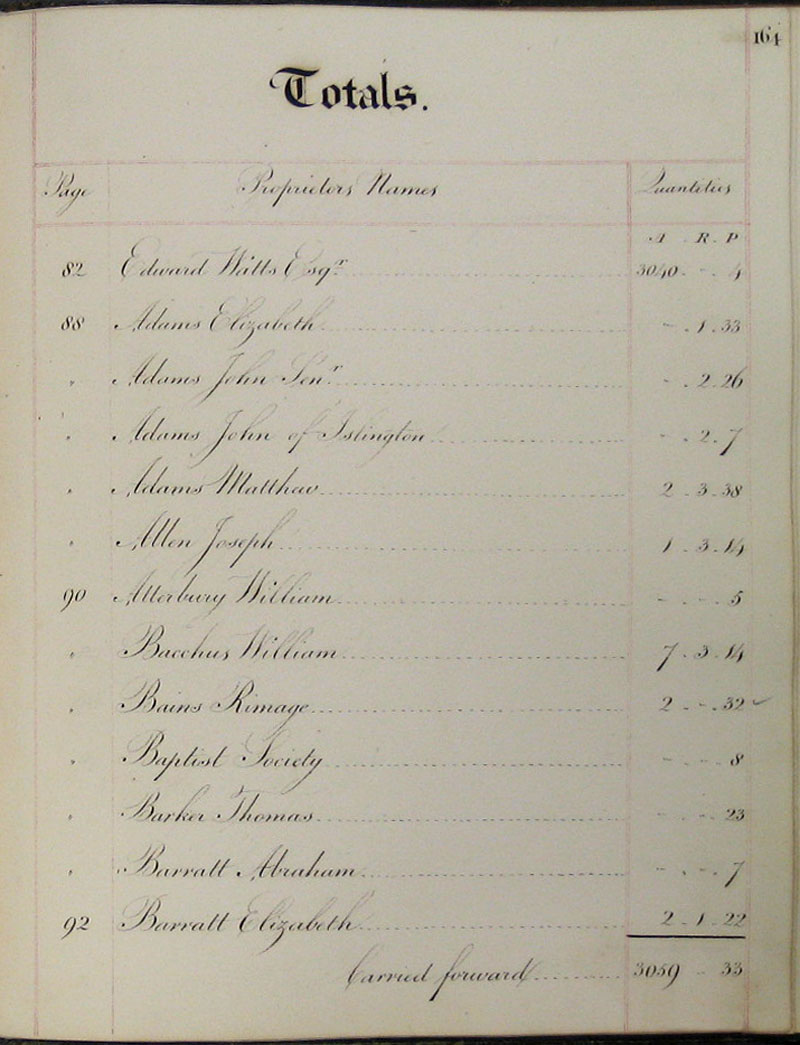 164
Totals.
Page Proprietors Names Quantities
A . R . P
82 Edward Watts Esqr 3040 - - 4
88 Adams Elizabeth - . 1 . 33
" Adams John Senr - . 2 . 26
" Adams John of Islington - . 2 . 7
" Adams Matthew 2 . 3 . 38
" Allen Joseph 1 . 3 . 14
90 Atterbury William - . - . 5
" Bacchus William 7 . 3 . 14
" Bains Rimage 2 . - . 32
" Baptist Society - . - . 8
" Barker Thomas - . - . 23
" Barratt Abraham - . - . 7
92 Barratt Elizabeth 2 . 1 . 22
Carried forward 3059 - 33